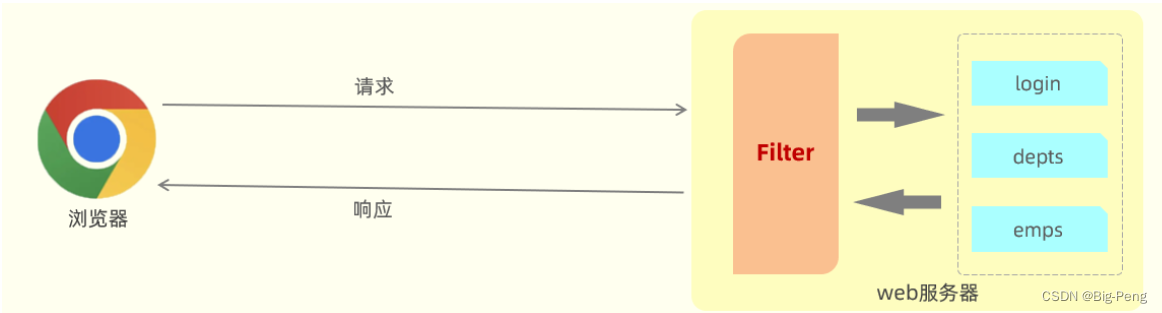 请求
login
Filter
depts
浏览器
响应
emps
web服务器
CSDN @Big-Peng